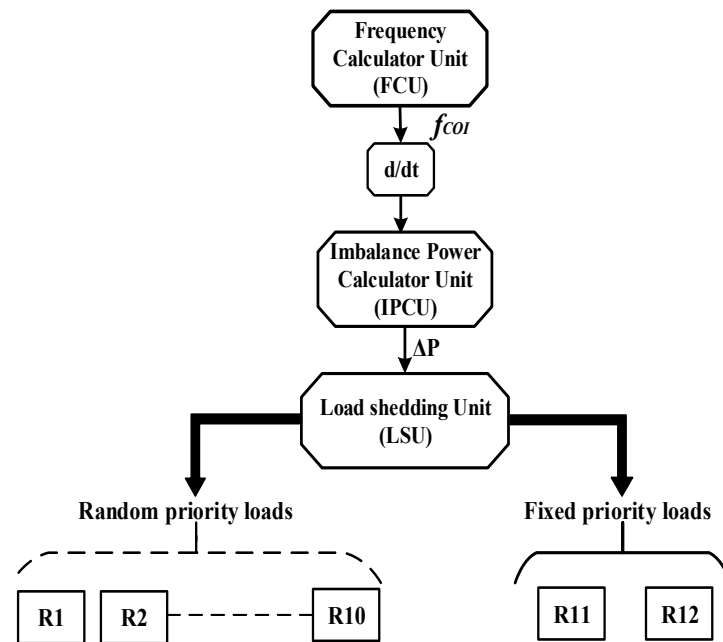 Frequency
Calculator Unit
(FCU)
fCOI
d/dt
Imbalance Power
Calculator Unit
(IPCU)
ΔP
Load shedding Unit
(LSU)
Random priority loads
Fixed priority loads
R1 R2 R10 R11 R12